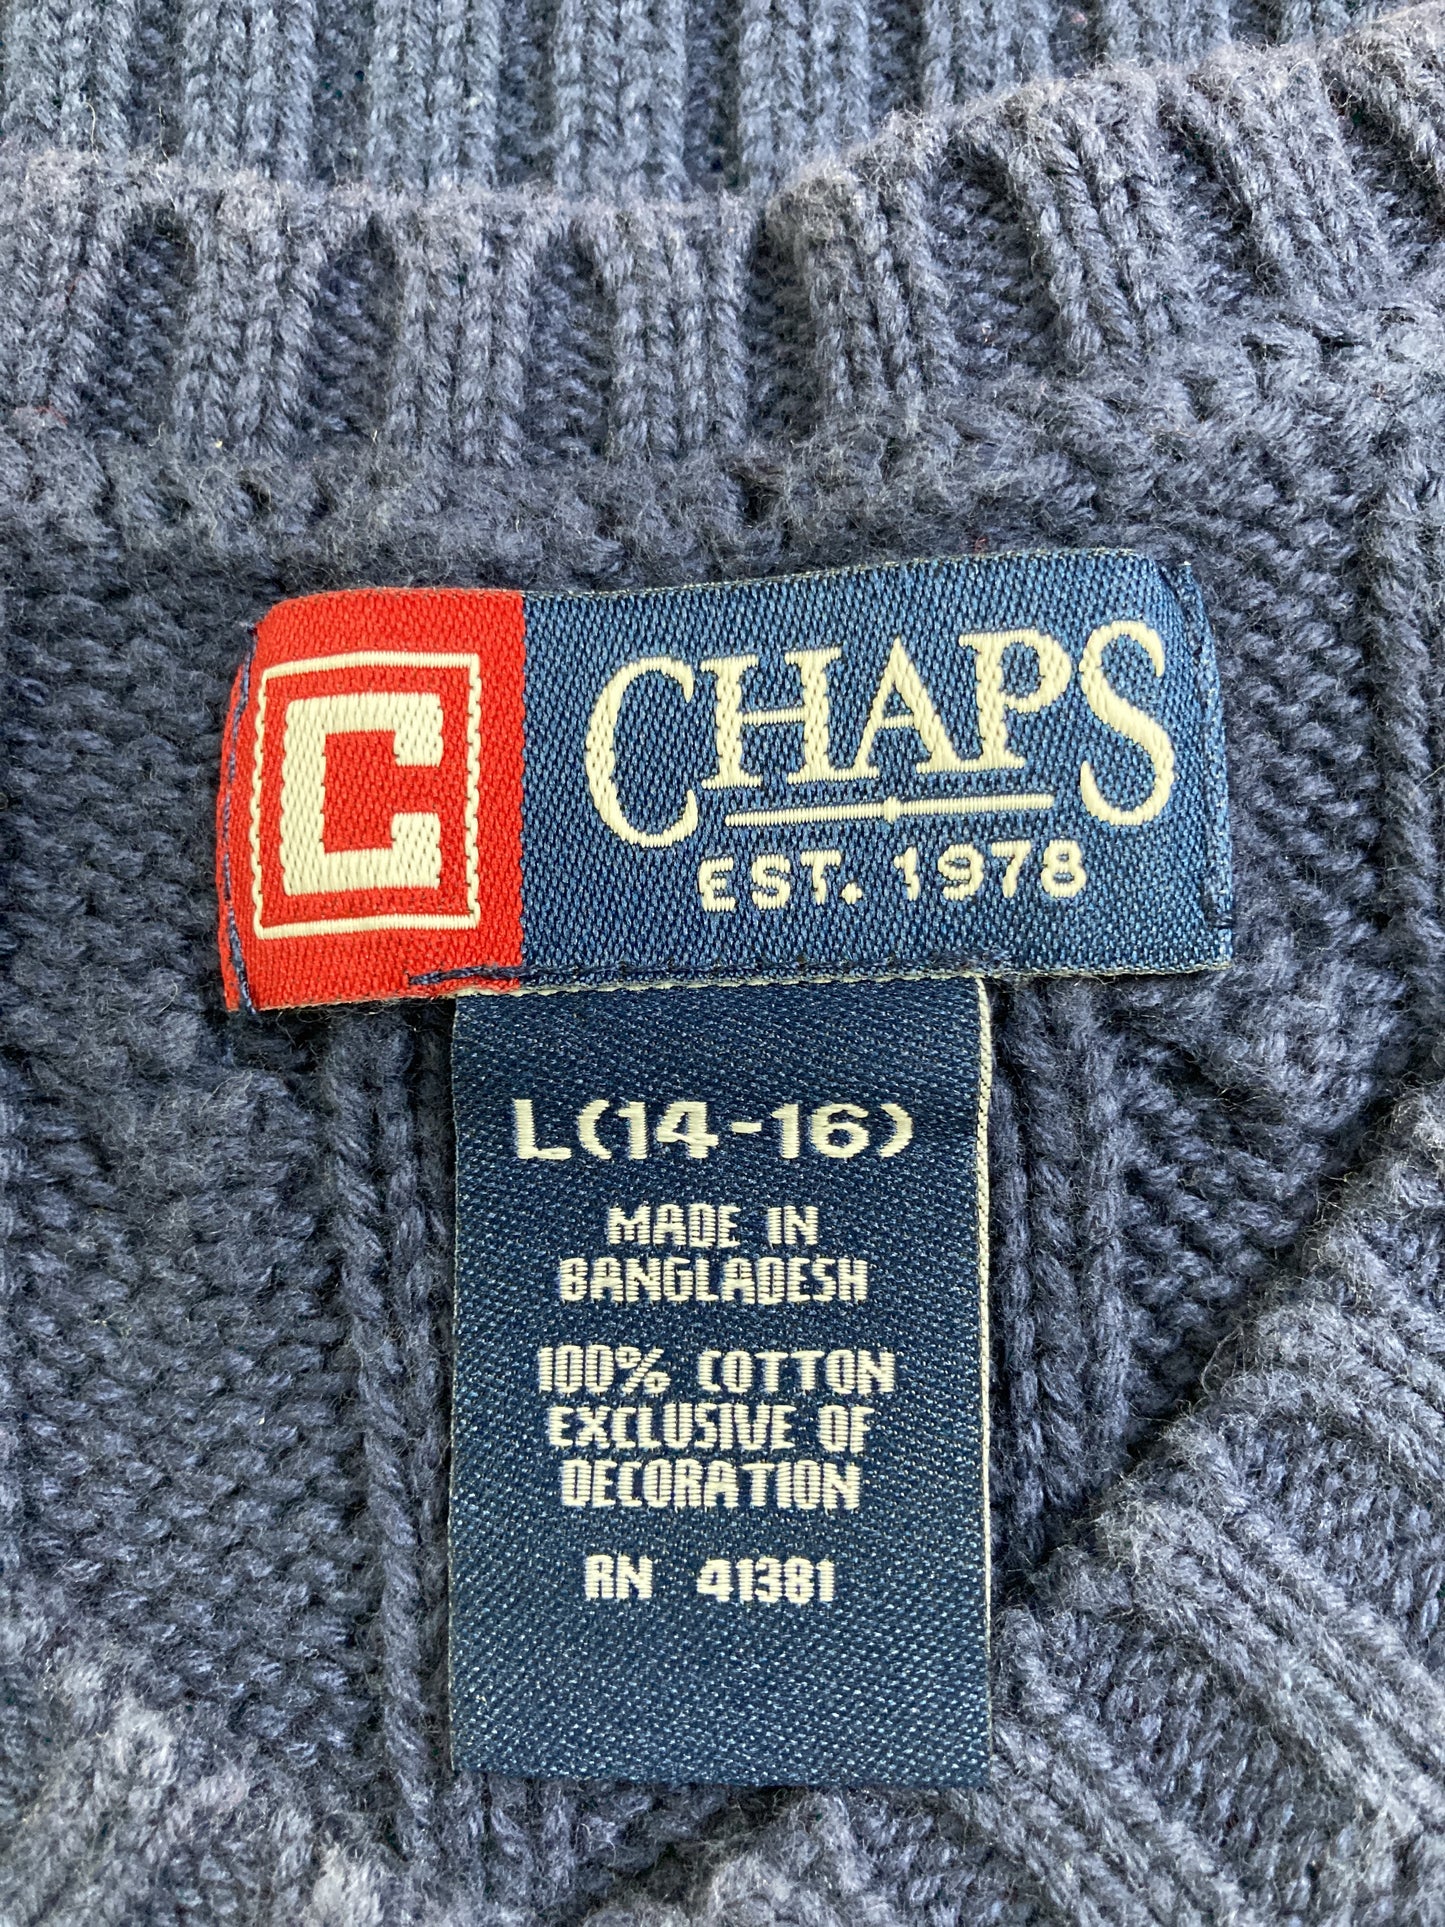 C
CHAPS
EST. 1978
L(14-16)
MADE IN
BANGLADESH
100% COTTON
EXCLUSIVE OF
DECORATION
RN 41381